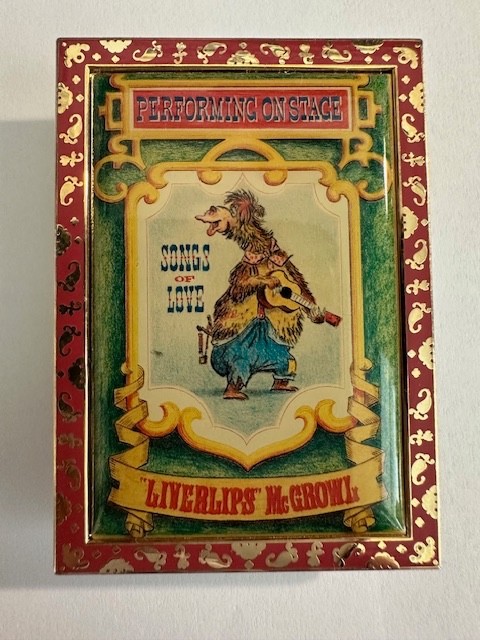 PERFORMING ON STAGE
SONGS
OF
LOVE
"LIVERLIPS" McGROWL